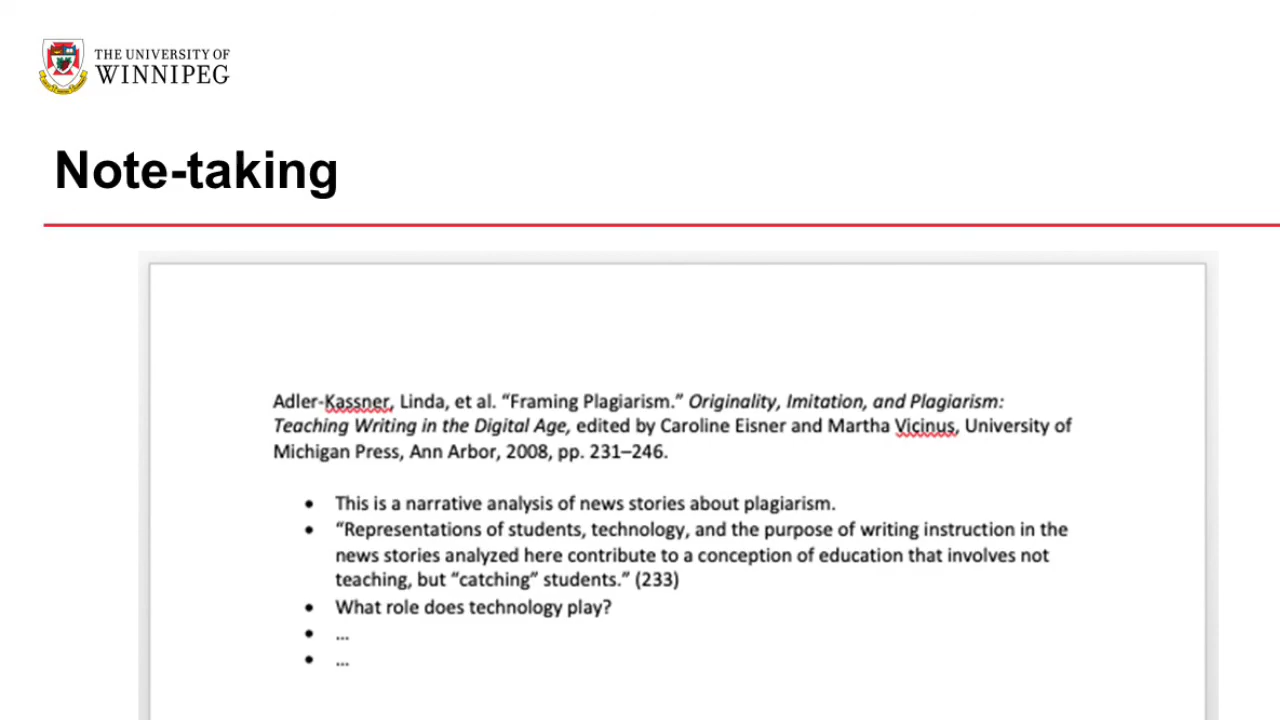 THE UNIVERSITY OF
WINNIPEG
Note-taking
Adler-Kassner, Linda, et al. “Framing Plagiarism.” Originality, Imitation, and Plagiarism:
Teaching Writing in the Digital Age, edited by Caroline Eisner and Martha Vicinus, University of
Michigan Press, Ann Arbor, 2008, pp. 231–246.
• This is a narrative analysis of news stories about plagiarism.
• “Representations of students, technology, and the purpose of writing instruction in the
news stories analyzed here contribute to a conception of education that involves not
teaching, but “catching” students.” (233)
• What role does technology play?
• …
• …